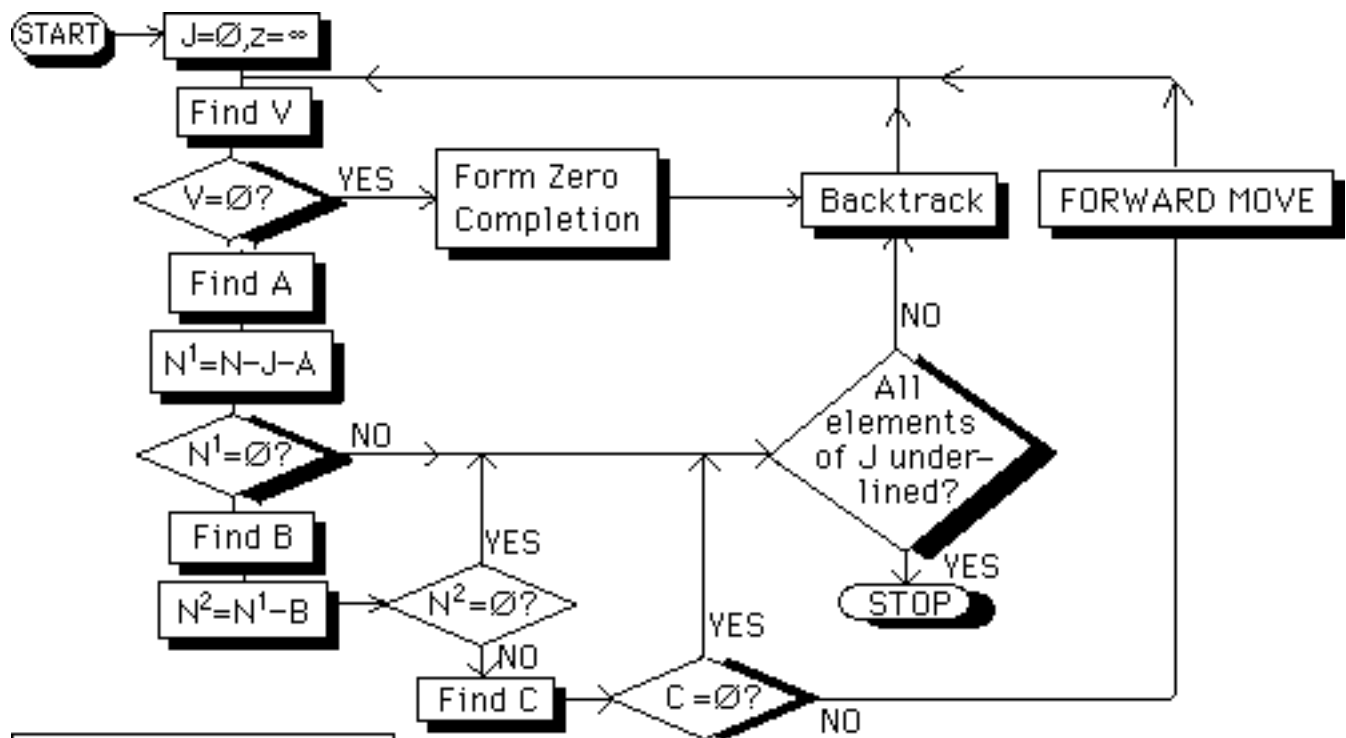 START
J=Ø,z=∞
Find V
V=Ø?
YES
Form Zero
Completion
Backtrack
FORWARD MOVE
Find A
N¹=N-J-A
N¹=Ø?
NO
NO
All
elements
of J under-
lined?
YES
STOP
Find B
N²=N¹-B
N²=Ø?
YES
NO
Find C
C=Ø?
YES
NO